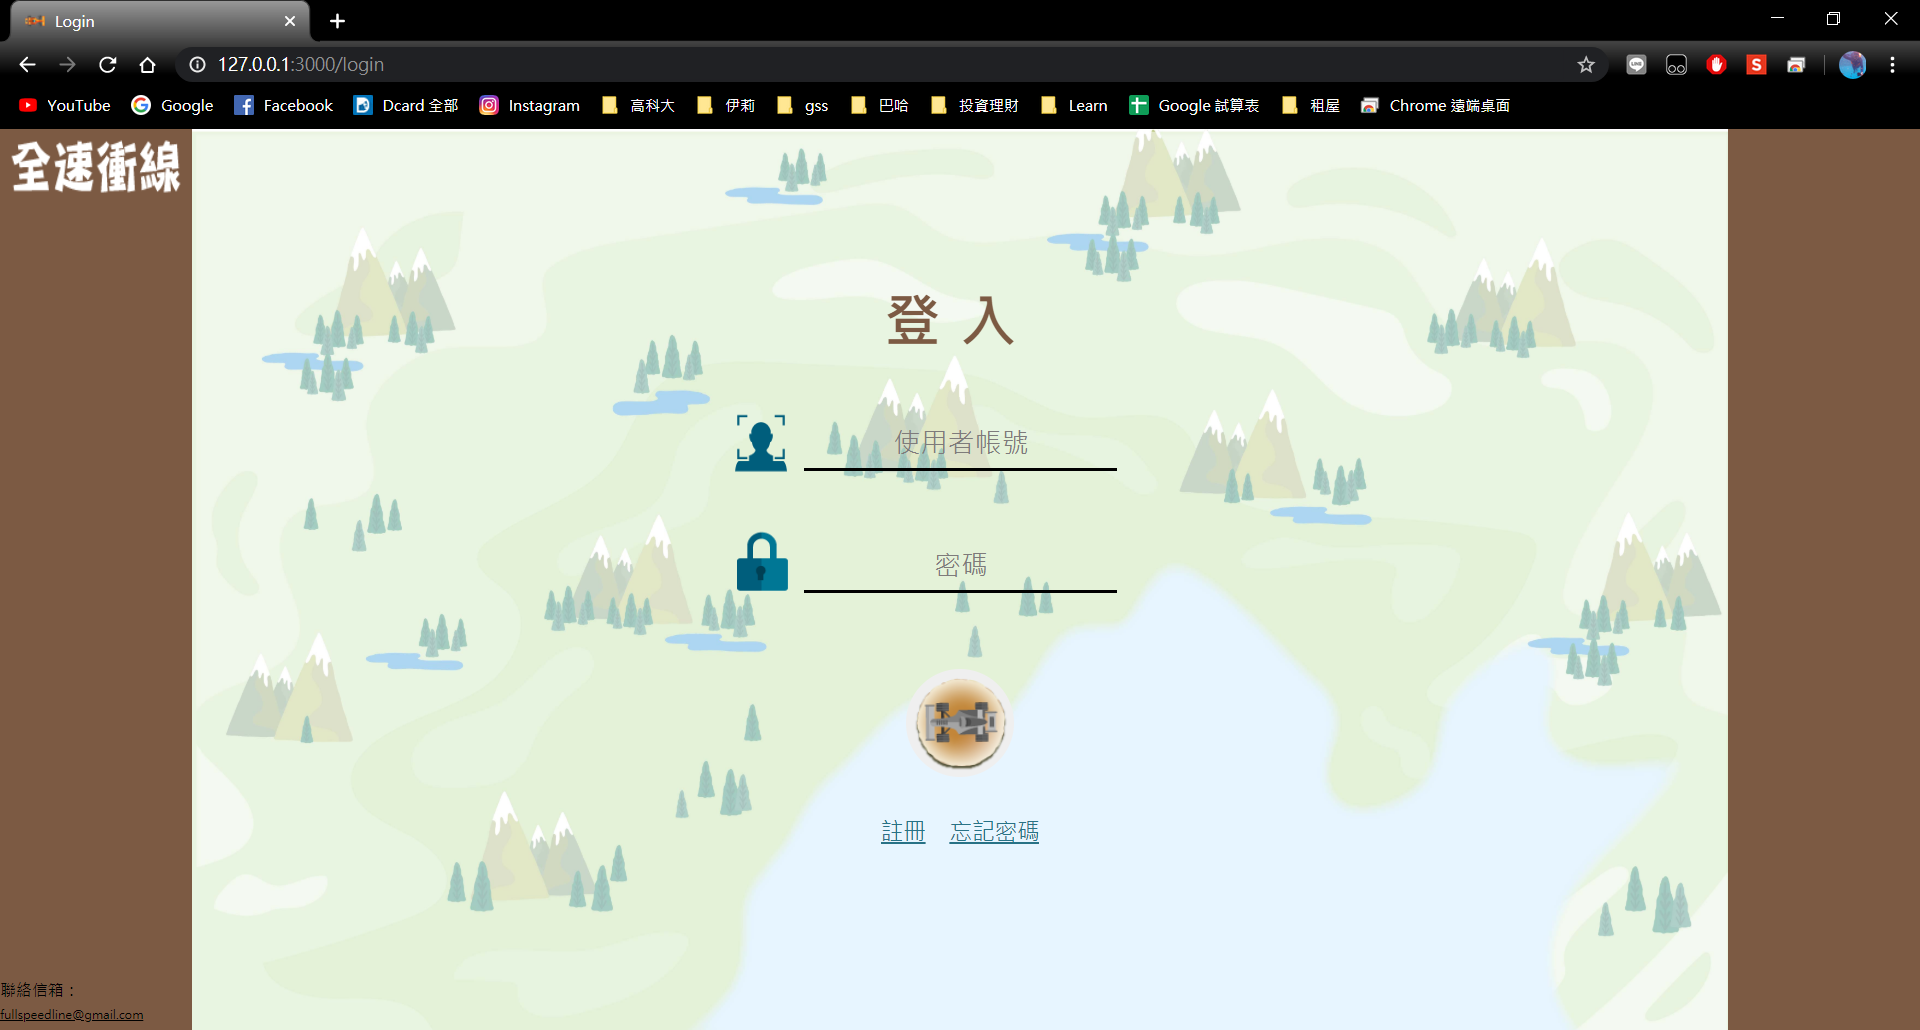 Login
127.0.0.1:3000/login
YouTube Google Facebook Dcard 全部 Instagram 高科大 伊莉 gss 巴哈 投資理財 Learn Google 試算表 租屋 Chrome 遠端桌面
全速衝線
登入
使用者帳號
密碼
註冊 忘記密碼
聯絡信箱：
fullspeedline@gmail.com